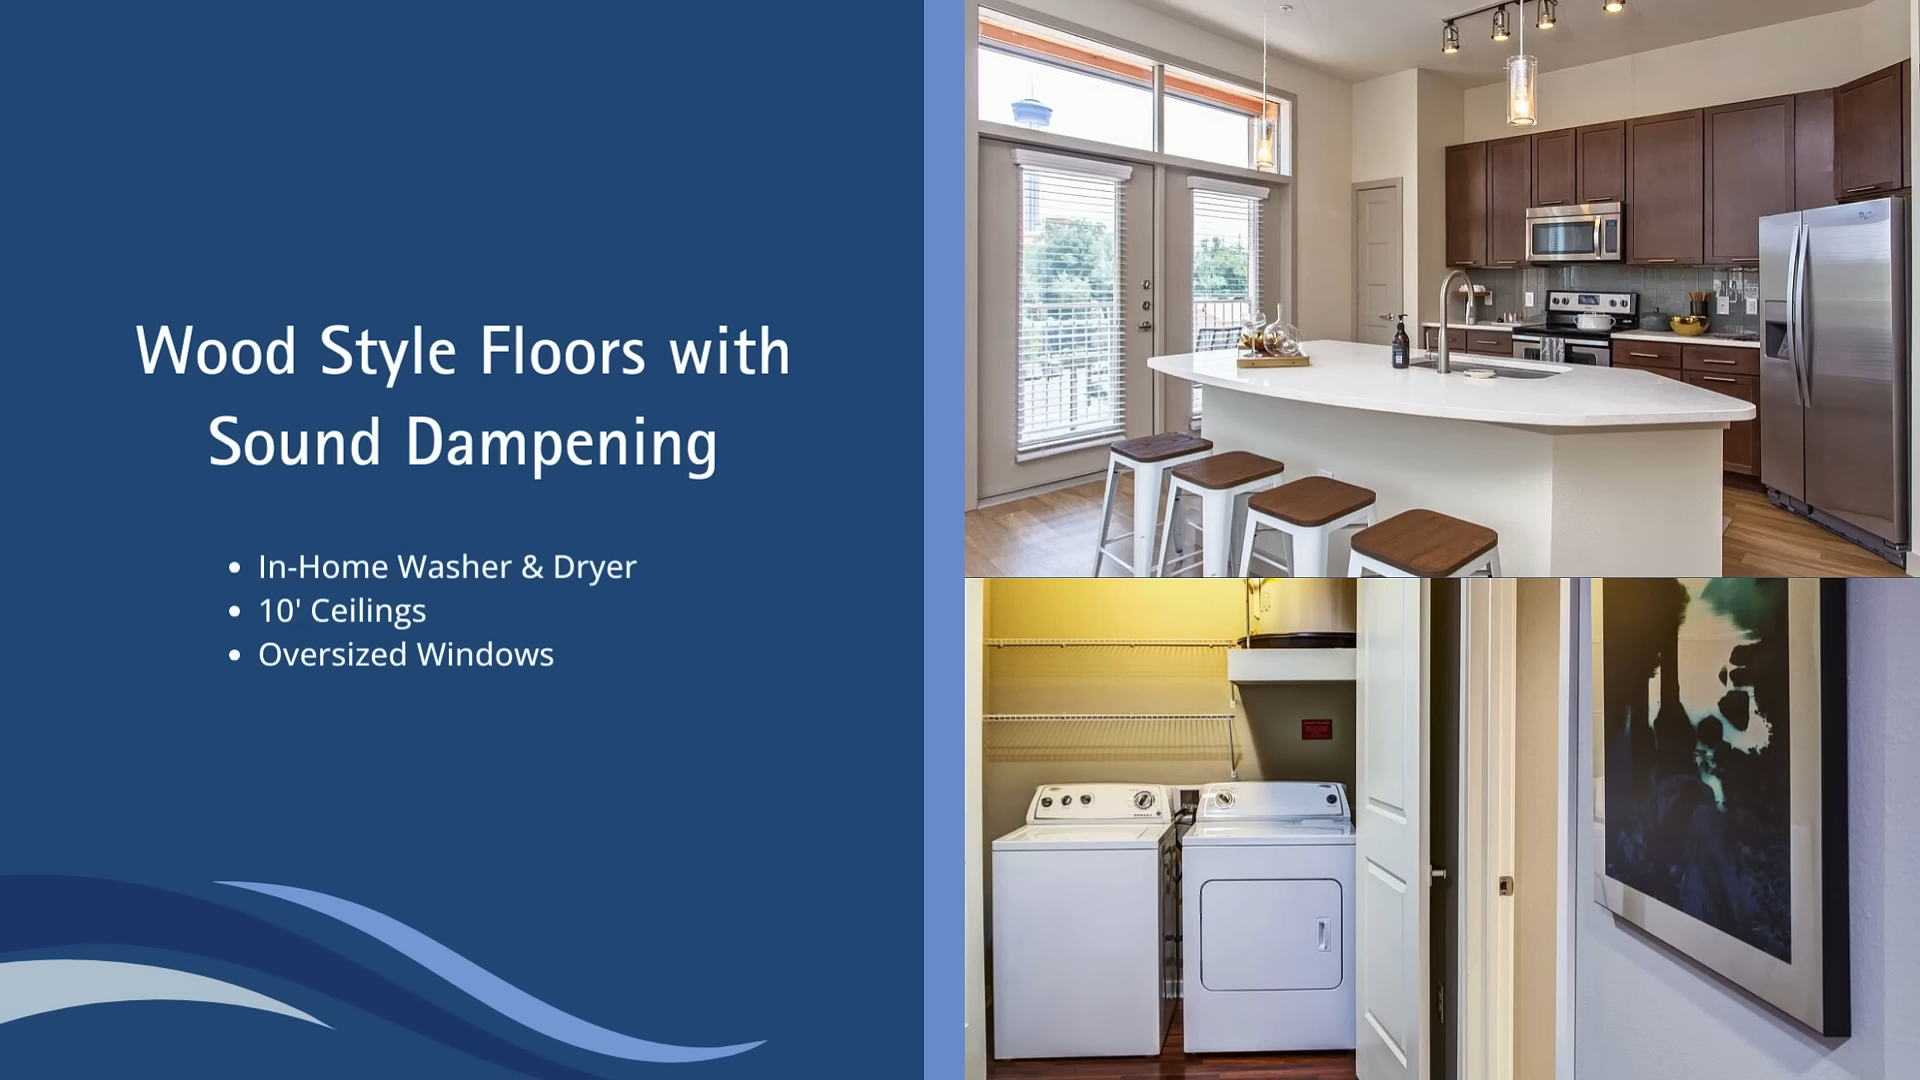 Wood Style Floors with
Sound Dampening
In-Home Washer & Dryer
10' Ceilings
Oversized Windows